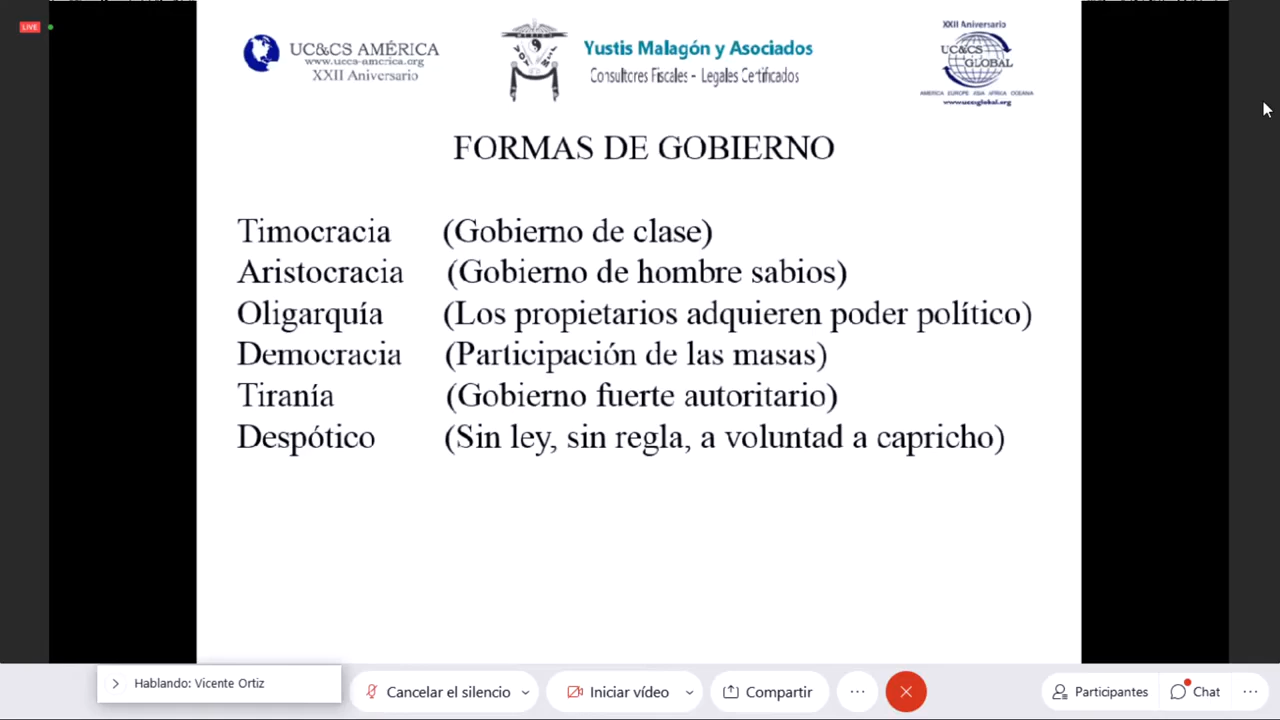 LIVE
UC&CS AMÉRICA
www.uccs-america.org
XXII Aniversario
Yustis Malagón y Asociados
Consultores Fiscales - Legales Certificados
XXII Aniversario
UC&CS
GLOBAL
AMERICA EUROPE ASIA AFRICA OCEANIA
www.uccsglobal.org
FORMAS DE GOBIERNO
Timocracia (Gobierno de clase)
Aristocracia (Gobierno de hombre sabios)
Oligarquía (Los propietarios adquieren poder político)
Democracia (Participación de las masas)
Tiranía (Gobierno fuerte autoritario)
Despótico (Sin ley, sin regla, a voluntad a capricho)
Hablando: Vicente Ortiz
Cancelar el silencio
Iniciar vídeo
Compartir
Participantes
Chat